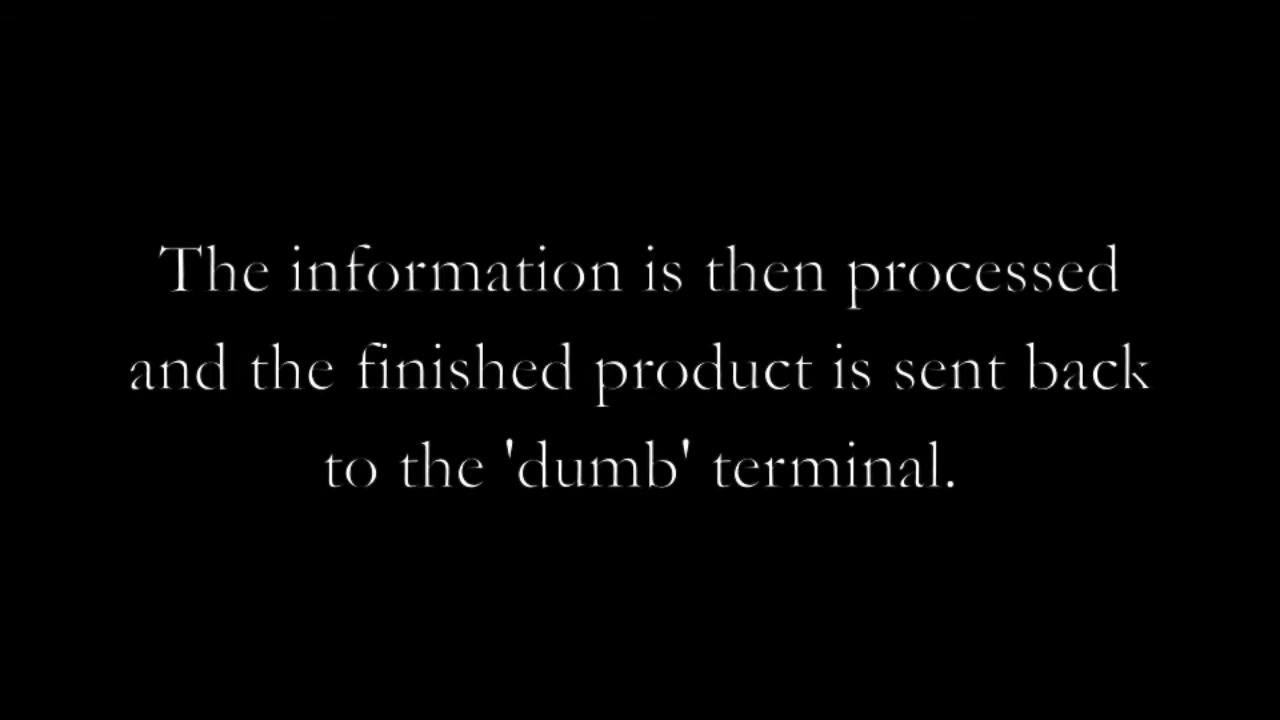 The information is then processed
and the finished product is sent back
to the 'dumb' terminal.